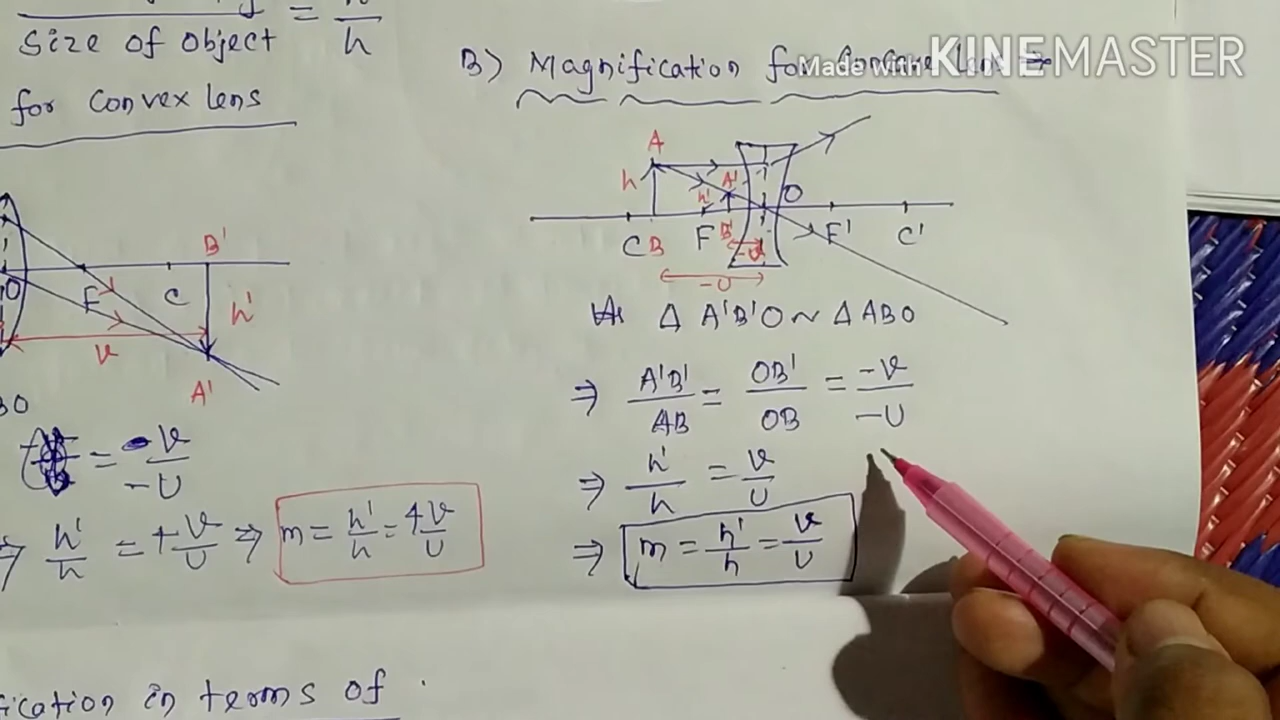 Size of object = h'/h
for Convex lens
O
F
C
B'
h'
v
A'
BO
= -v/-U
⇒ h'/h = +v/U ⇒ m = h'/h = +v/U
fication in terms of
Made with KINEMASTER
B) Magnification for Concave Lens →
A
h
A'
h'
O
C B F B' F' C'
-v
-U
Δ A'B'O ~ Δ ABO
⇒ A'B'/AB = OB'/OB = -v/-U
⇒ h'/h = v/U
⇒ m = h'/h = v/U